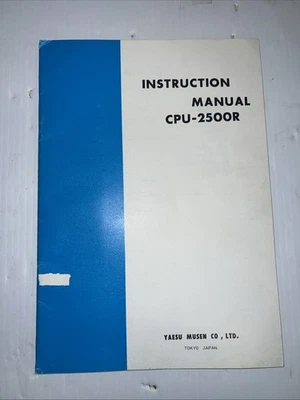 INSTRUCTION
MANUAL
CPU-2500R
YAESU MUSEN CO., LTD.
TOKYO JAPAN